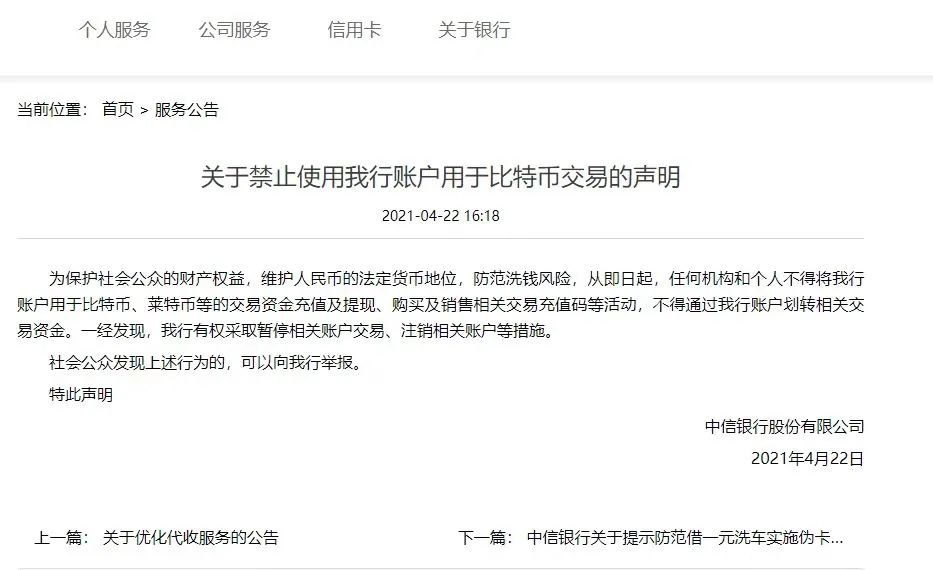 个人服务 公司服务 信用卡 关于银行
当前位置： 首页 > 服务公告
关于禁止使用我行账户用于比特币交易的声明
2021-04-22 16:18
为保护社会公众的财产权益，维护人民币的法定货币地位，防范洗钱风险，从即日起，任何机构和个人不得将我行
账户用于比特币、莱特币等的交易资金充值及提现、购买及销售相关交易充值码等活动，不得通过我行账户划转相关交
易资金。一经发现，我行有权采取暂停相关账户交易、注销相关账户等措施。
社会公众发现上述行为的，可以向我行举报。
特此声明
中信银行股份有限公司
2021年4月22日
上一篇： 关于优化代收服务的公告 下一篇： 中信银行关于提示防范借一元洗车实施伪卡...